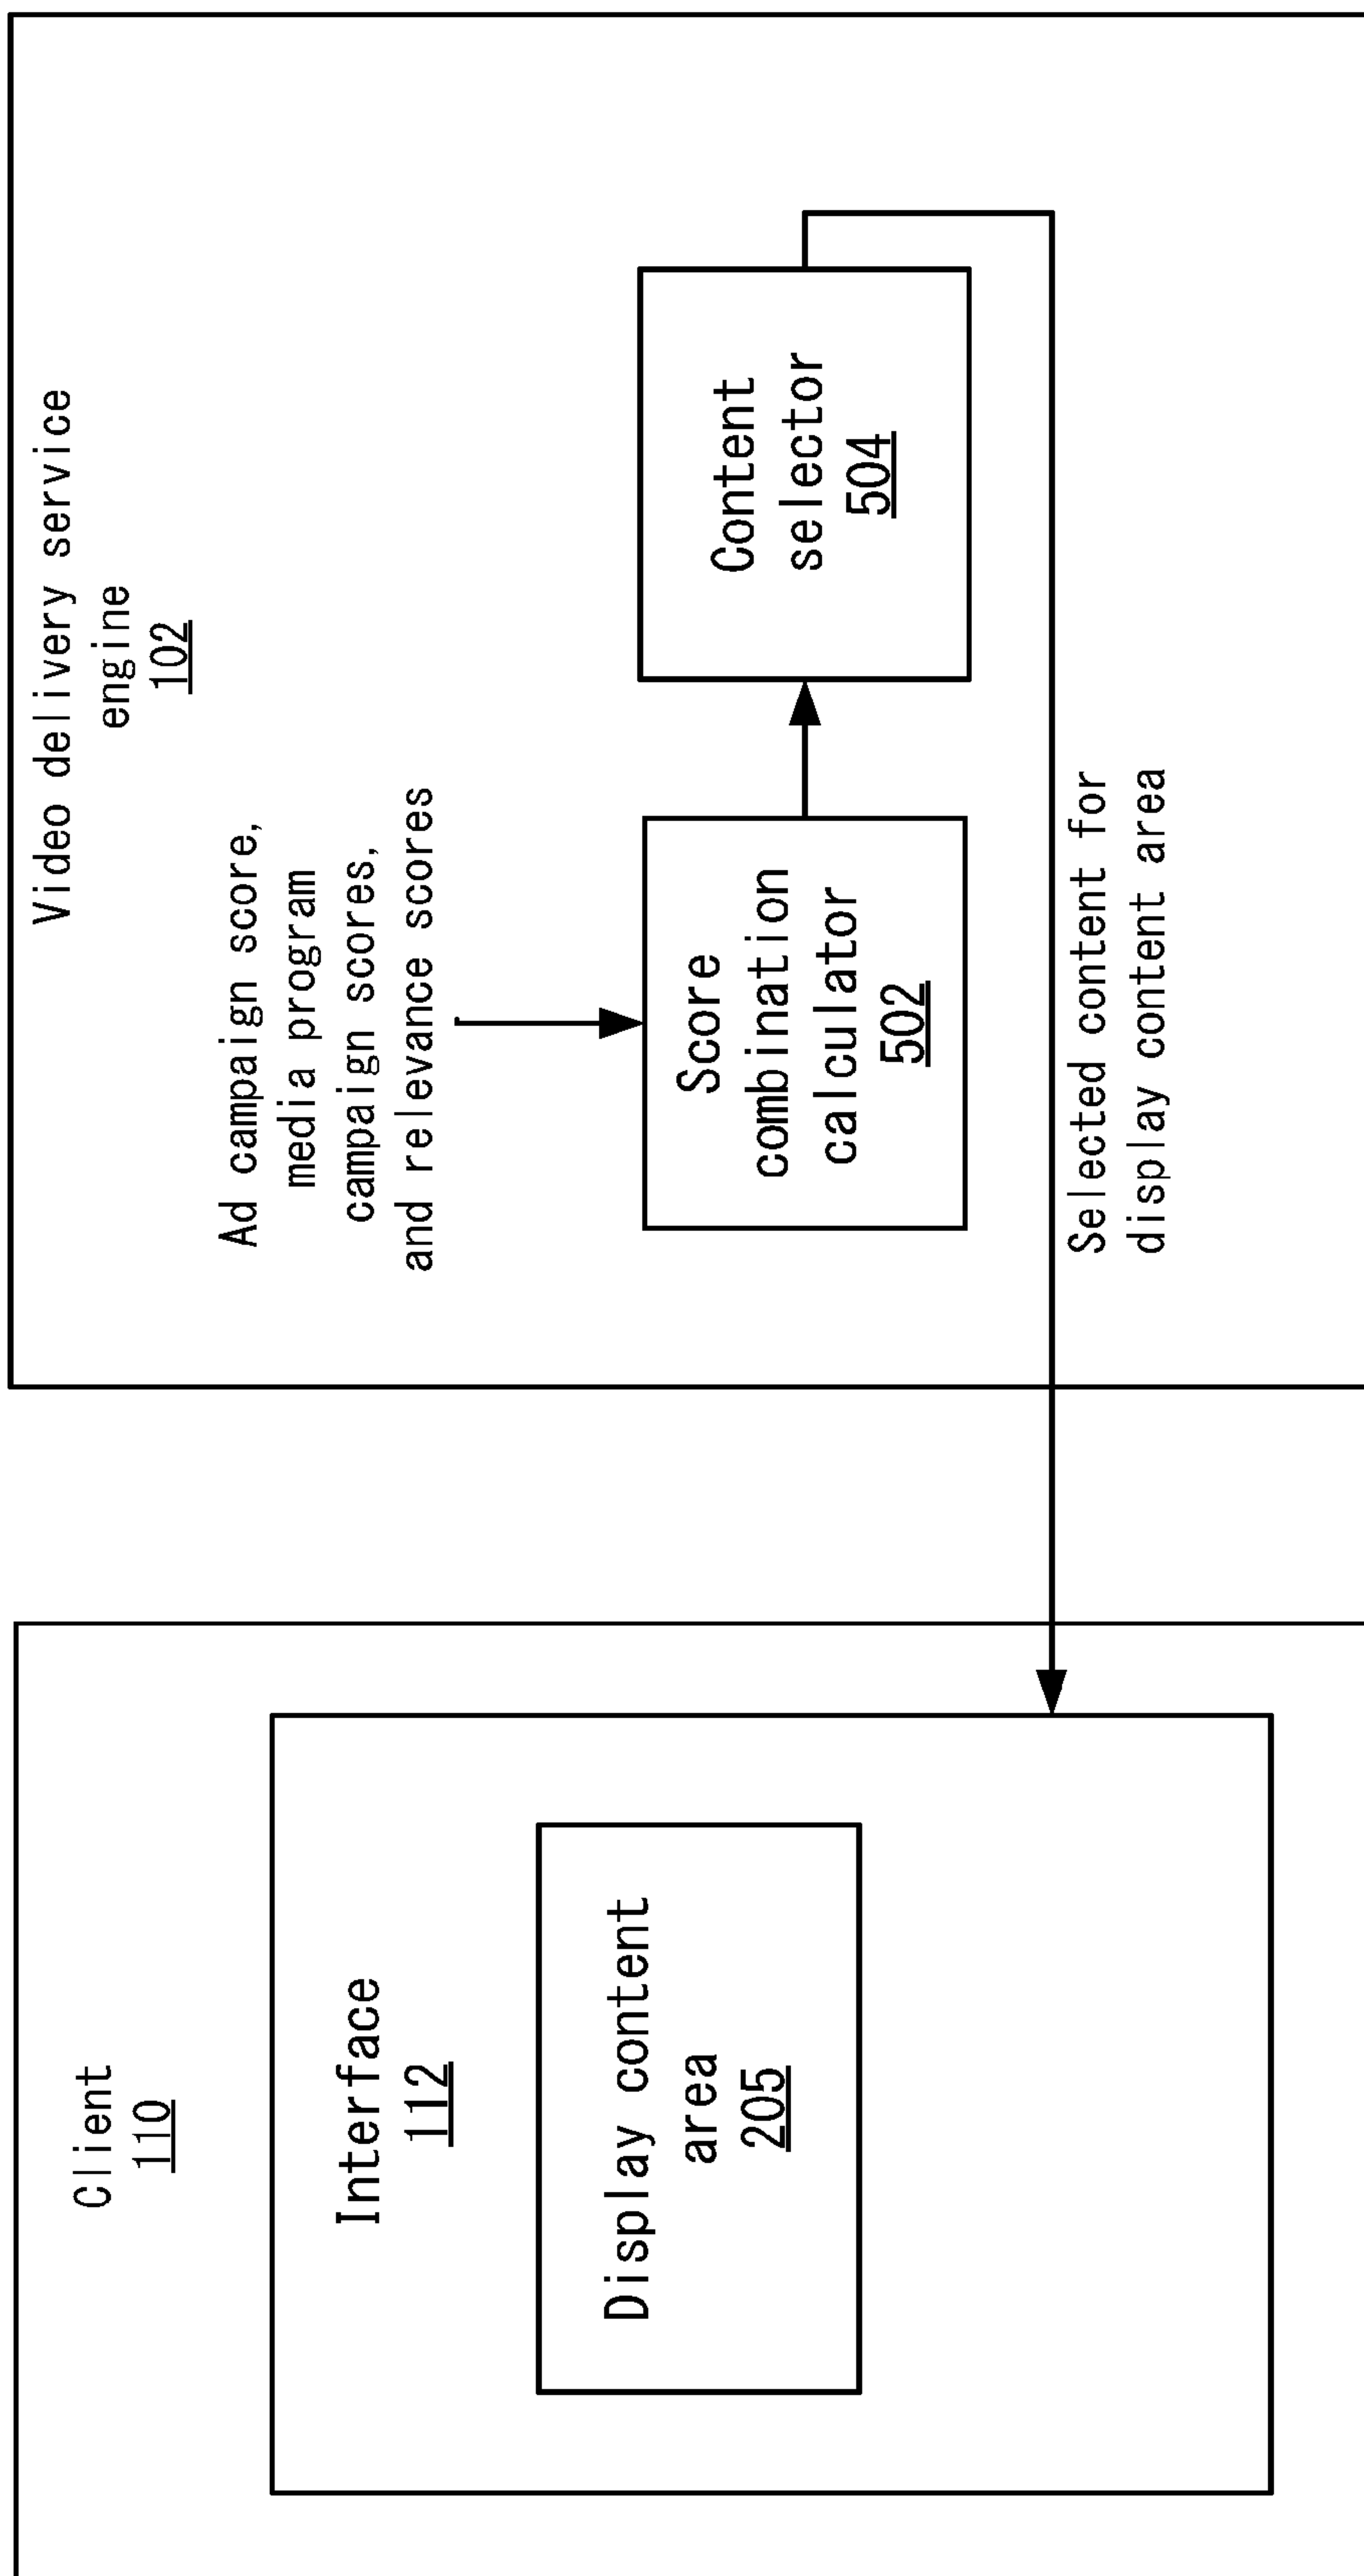 Client
110
Interface
112
Display content
area
205
Video delivery service
engine
102
Ad campaign score,
media program
campaign scores,
and relevance scores
Score
combination
calculator
502
Content
selector
504
Selected content for
display content area